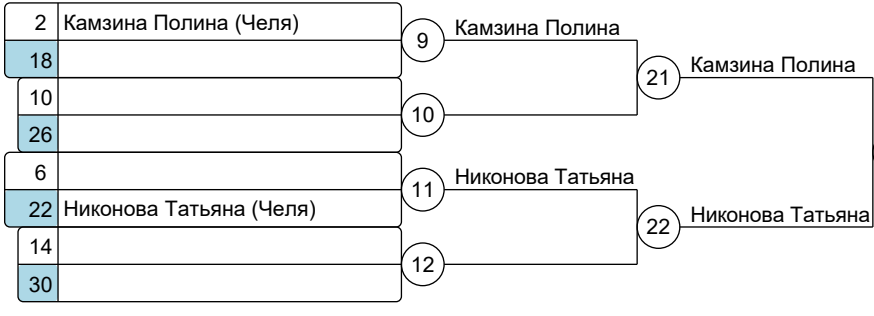 2 Камзина Полина (Челя)
18
10
26
6
22 Никонова Татьяна (Челя)
14
30
9 Камзина Полина
10
11 Никонова Татьяна
12
21 Камзина Полина
22 Никонова Татьяна